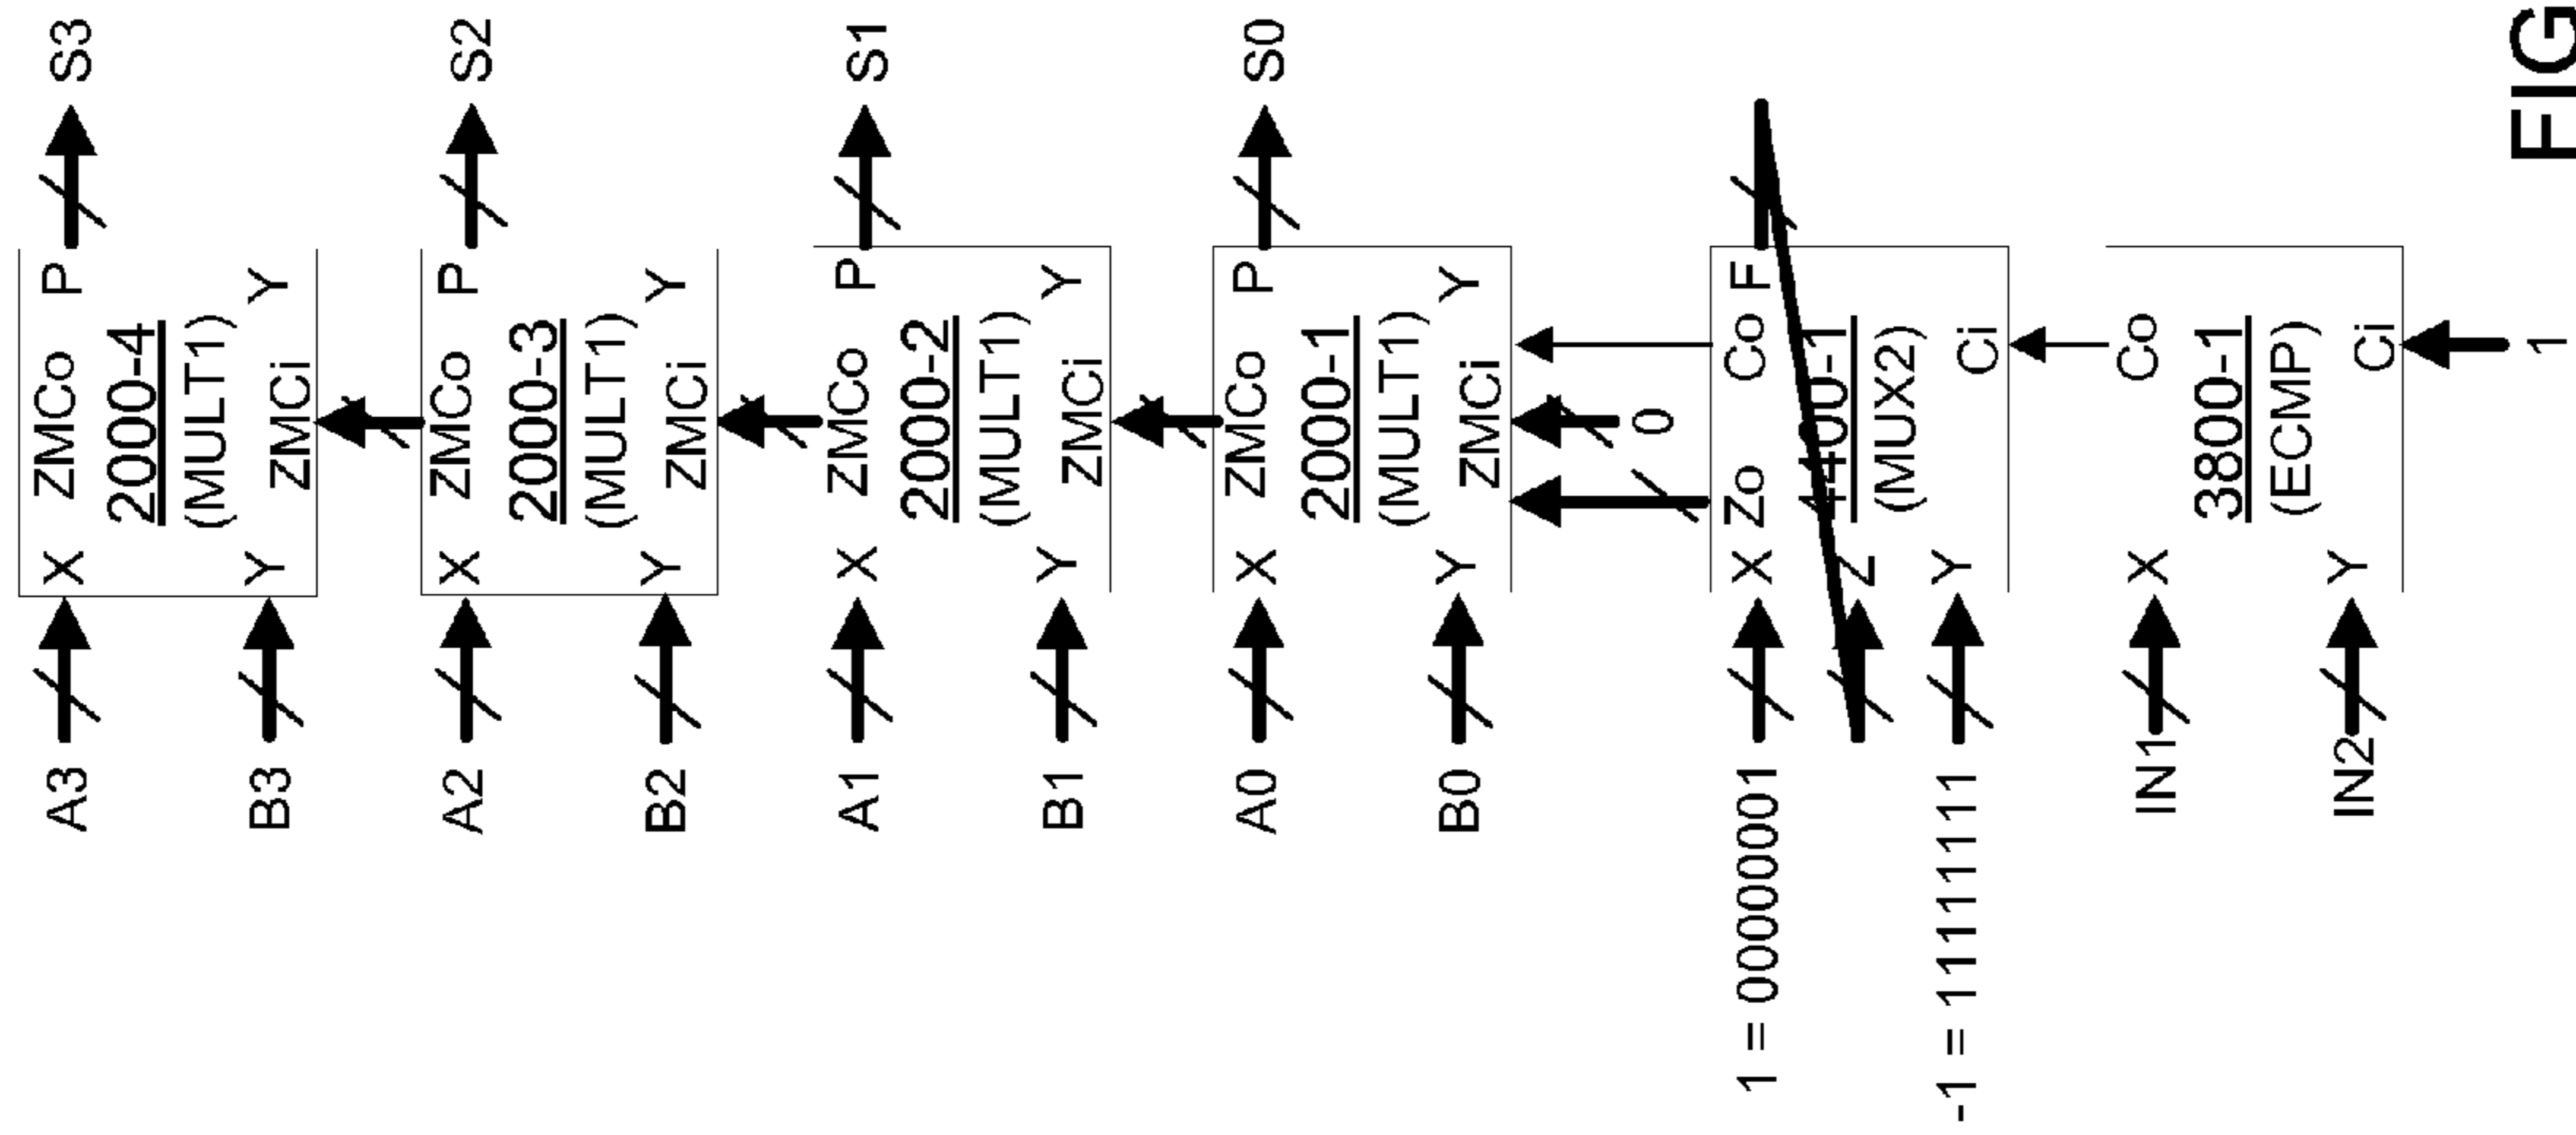 A3 X ZMCo P S3
2000-4
(MULT1)
B3 Y ZMCi Y
A2 X ZMCo P S2
2000-3
(MULT1)
B2 Y ZMCi Y
A1 X ZMCo P S1
2000-2
(MULT1)
B1 Y ZMCi Y
A0 X ZMCo P S0
2000-1
(MULT1)
B0 Y ZMCi Y
0
1 = 00000001 X Zo Co F
Z 4400-1
(MUX2)
-1 = 11111111 Y Ci
IN1 X Co
3800-1
(ECMP)
IN2 Y Ci
1
FIG